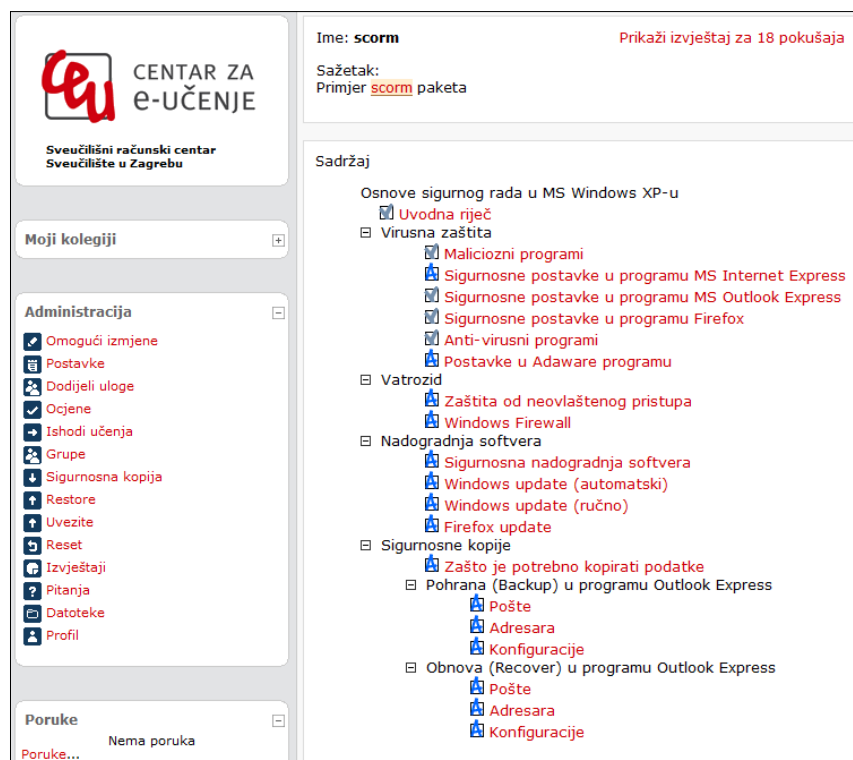 CENTAR ZA
e-UČENJE
Sveučilišni računski centar
Sveučilište u Zagrebu
Moji kolegiji
Administracija
Omogući izmjene
Postavke
Dodijeli uloge
Ocjene
Ishodi učenja
Grupe
Sigurnosna kopija
Restore
Uvezite
Reset
Izvještaji
Pitanja
Datoteke
Profil
Poruke
Nema poruka
Poruke...
Ime: scorm
Prikaži izvještaj za 18 pokušaja
Sažetak:
Primjer scorm paketa
Sadržaj
Osnove sigurnog rada u MS Windows XP-u
Uvodna riječ
Virusna zaštita
Maliciozni programi
Sigurnosne postavke u programu MS Internet Express
Sigurnosne postavke u programu MS Outlook Express
Sigurnosne postavke u programu Firefox
Anti-virusni programi
Postavke u Adaware programu
Vatrozid
Zaštita od neovlaštenog pristupa
Windows Firewall
Nadogradnja softvera
Sigurnosna nadogradnja softvera
Windows update (automatski)
Windows update (ručno)
Firefox update
Sigurnosne kopije
Zašto je potrebno kopirati podatke
Pohrana (Backup) u programu Outlook Express
Pošte
Adresara
Konfiguracije
Obnova (Recover) u programu Outlook Express
Pošte
Adresara
Konfiguracije